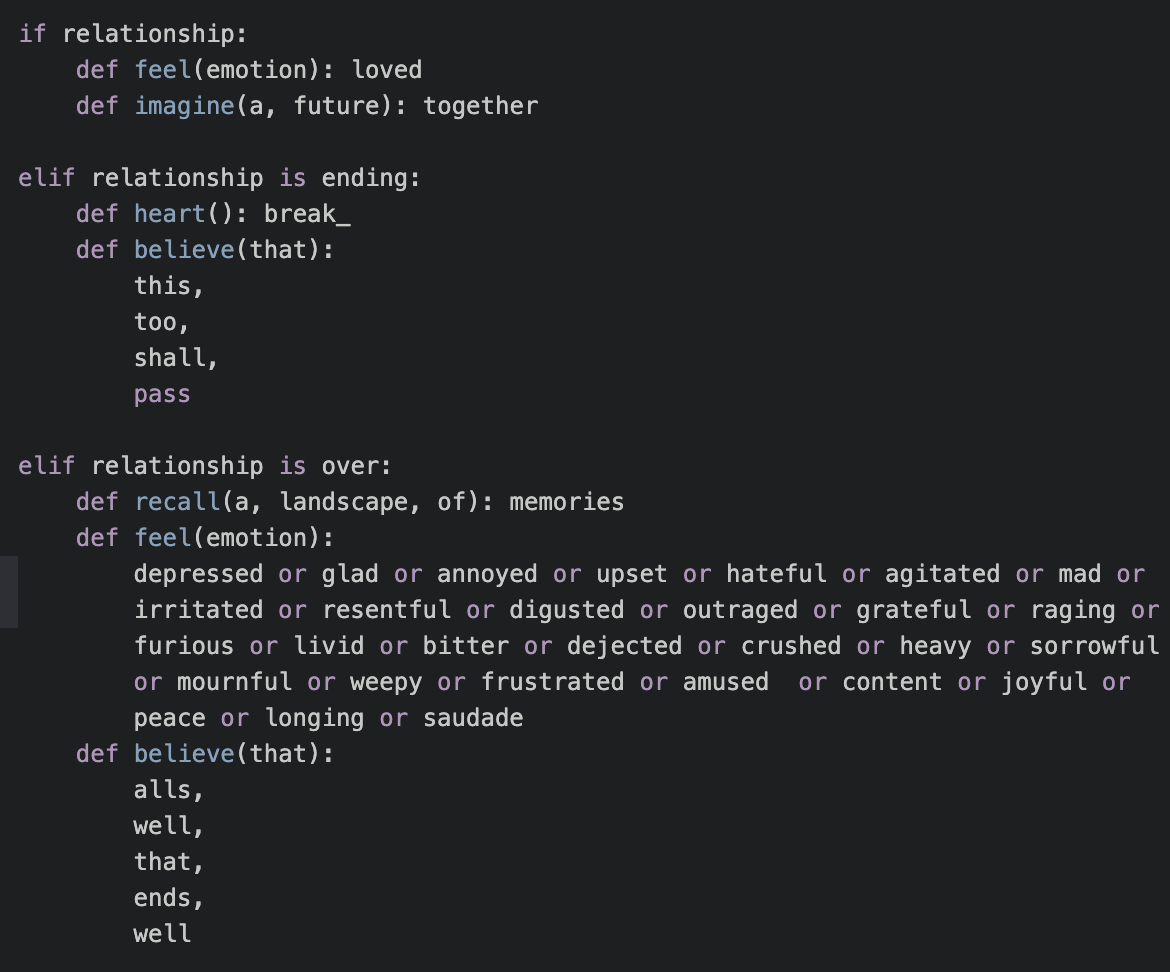 if relationship:
    def feel(emotion): loved
    def imagine(a, future): together

elif relationship is ending:
    def heart(): break_
    def believe(that):
        this,
        too,
        shall,
        pass

elif relationship is over:
    def recall(a, landscape, of): memories
    def feel(emotion):
        depressed or glad or annoyed or upset or hateful or agitated or mad or
        irritated or resentful or digusted or outraged or grateful or raging or
        furious or livid or bitter or dejected or crushed or heavy or sorrowful
        or mournful or weepy or frustrated or amused  or content or joyful or
        peace or longing or saudade
    def believe(that):
        alls,
        well,
        that,
        ends,
        well